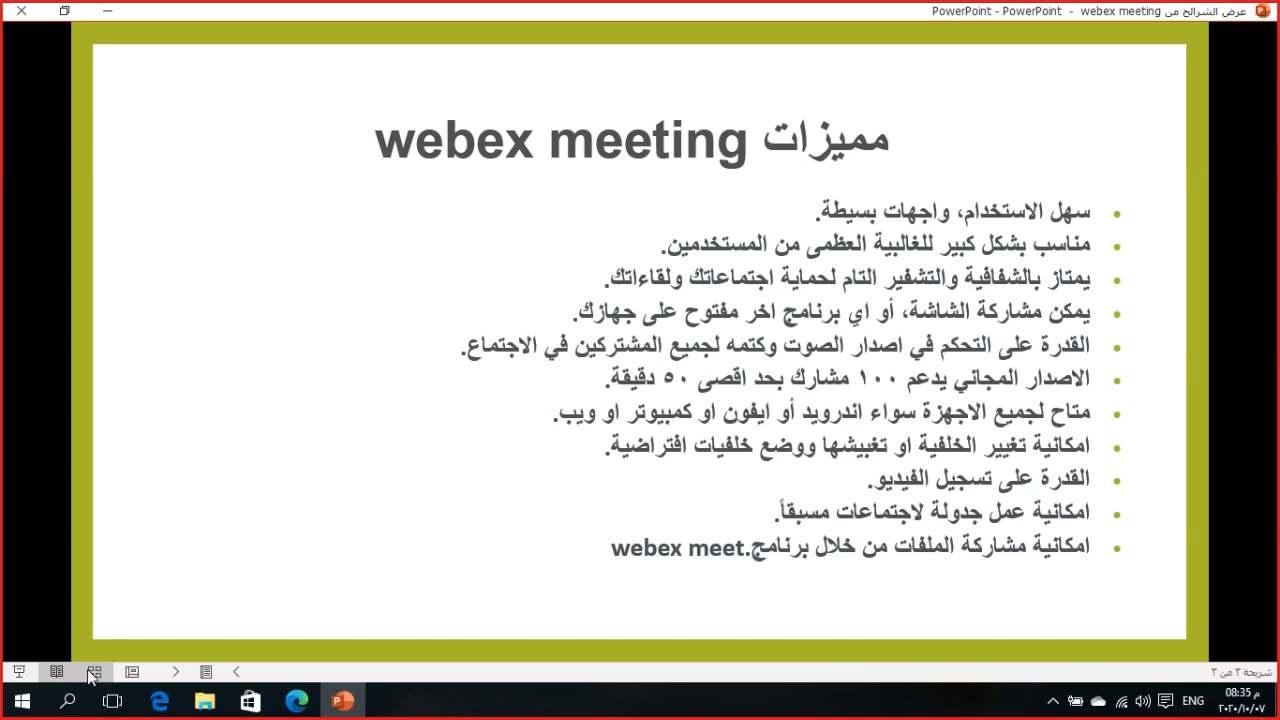 عرض الشرائح من PowerPoint - PowerPoint - webex meeting
مميزات webex meeting
• سهل الاستخدام، واجهات بسيطة.
• مناسب بشكل كبير للغالبية العظمى من المستخدمين.
• يمتاز بالشفافية والتشفير التام لحماية اجتماعاتك ولقاءاتك.
• يمكن مشاركة الشاشة، أو اي برنامج اخر مفتوح على جهازك.
• القدرة على التحكم في اصدار الصوت وكتمه لجميع المشتركين في الاجتماع.
• الاصدار المجاني يدعم ١٠٠ مشارك بحد اقصى ٥٠ دقيقة.
• متاح لجميع الاجهزة سواء اندرويد أو ايفون او كمبيوتر او ويب.
• امكانية تغيير الخلفية او تغبيشها ووضع خلفيات افتراضية.
• القدرة على تسجيل الفيديو.
• امكانية عمل جدولة لاجتماعات مسبقاً.
• امكانية مشاركة الملفات من خلال برنامج.webex meet
شريحة ٣ من ٣
ENG
08:35 م
٢٠٢٠/١٠/٠٧